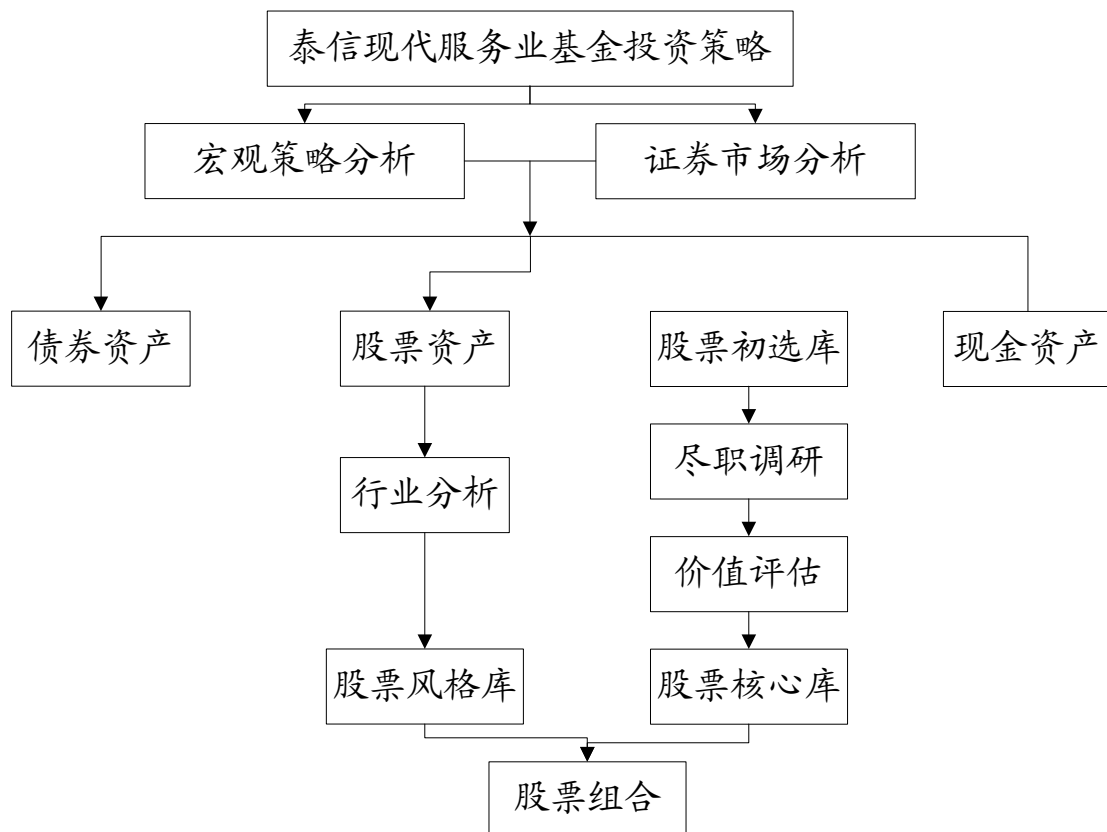 泰信现代服务业基金投资策略
宏观策略分析
证券市场分析
债券资产
股票资产
股票初选库
现金资产
尽职调研
行业分析
价值评估
股票风格库
股票核心库
股票组合